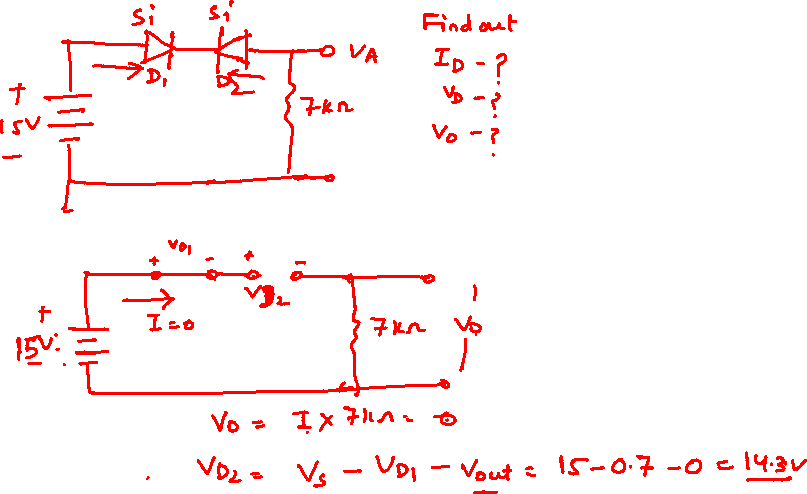 Si Si
Find out
VA
ID - ?
D1 D2
VD - ?
+
15V
7kΩ
Vo - ?
-
VD1
+ - + -
VD2
I=0
+
15V
7kΩ
Vo
Vo = I x 7kΩ = 0
VD2 = Vs - VD1 - Vout = 15-0.7-0 = 14.3V